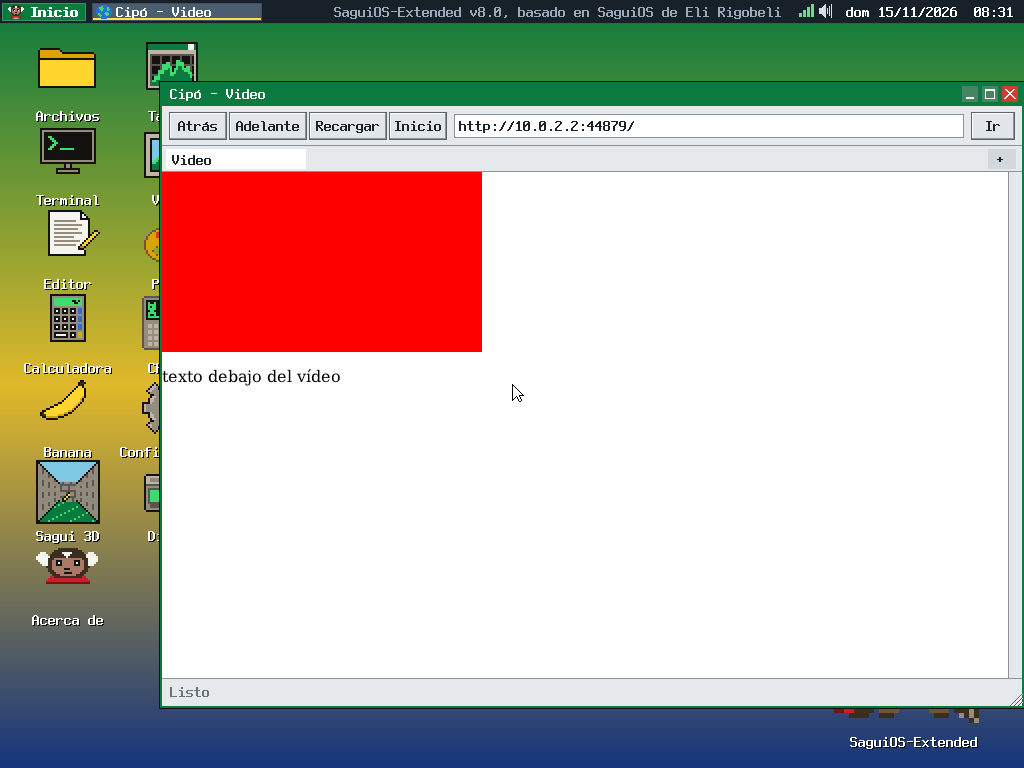 Inicio
Cipó - Video
SaguiOS-Extended v8.0, basado en SaguiOS de Eli Rigobeli
dom 15/11/2026 08:31
Archivos
Terminal
Editor
Calculadora
Banana
Sagui 3D
Acerca de
Cipó - Video
Atrás
Adelante
Recargar
Inicio
http://10.0.2.2:44879/
Ir
Video
+
texto debajo del vídeo
Listo
SaguiOS-Extended